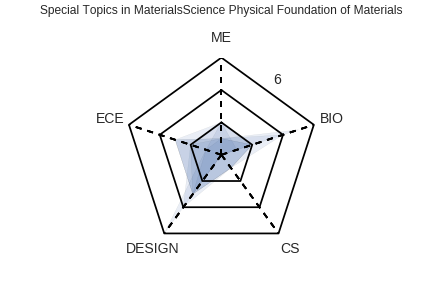 Special Topics in MaterialsScience Physical Foundation of Materials
ME
6
ECE
BIO
DESIGN
CS